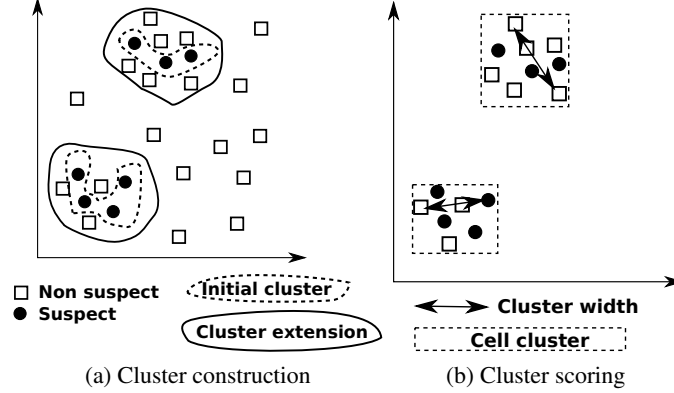 Non suspect
Suspect
Initial cluster
Cluster extension
Cluster width
Cell cluster
(a) Cluster construction
(b) Cluster scoring